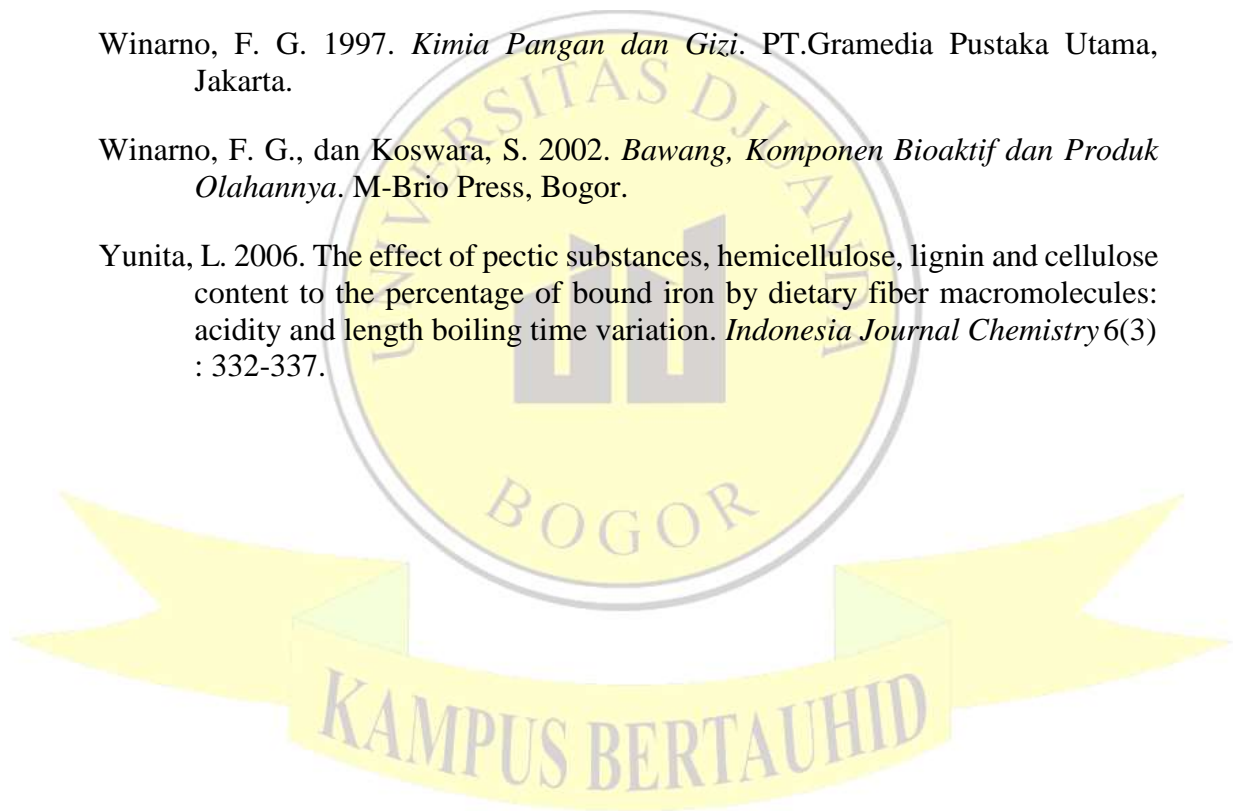 Winarno, F. G. 1997. Kimia Pangan dan Gizi. PT.Gramedia Pustaka Utama,
Jakarta.
Winarno, F. G., dan Koswara, S. 2002. Bawang, Komponen Bioaktif dan Produk
Olahannya. M-Brio Press, Bogor.
Yunita, L. 2006. The effect of pectic substances, hemicellulose, lignin and cellulose
content to the percentage of bound iron by dietary fiber macromolecules:
acidity and length boiling time variation. Indonesia Journal Chemistry 6(3)
: 332-337.
UNIVERSITAS DJUANDA
BOGOR
KAMPUS BERTAUHID